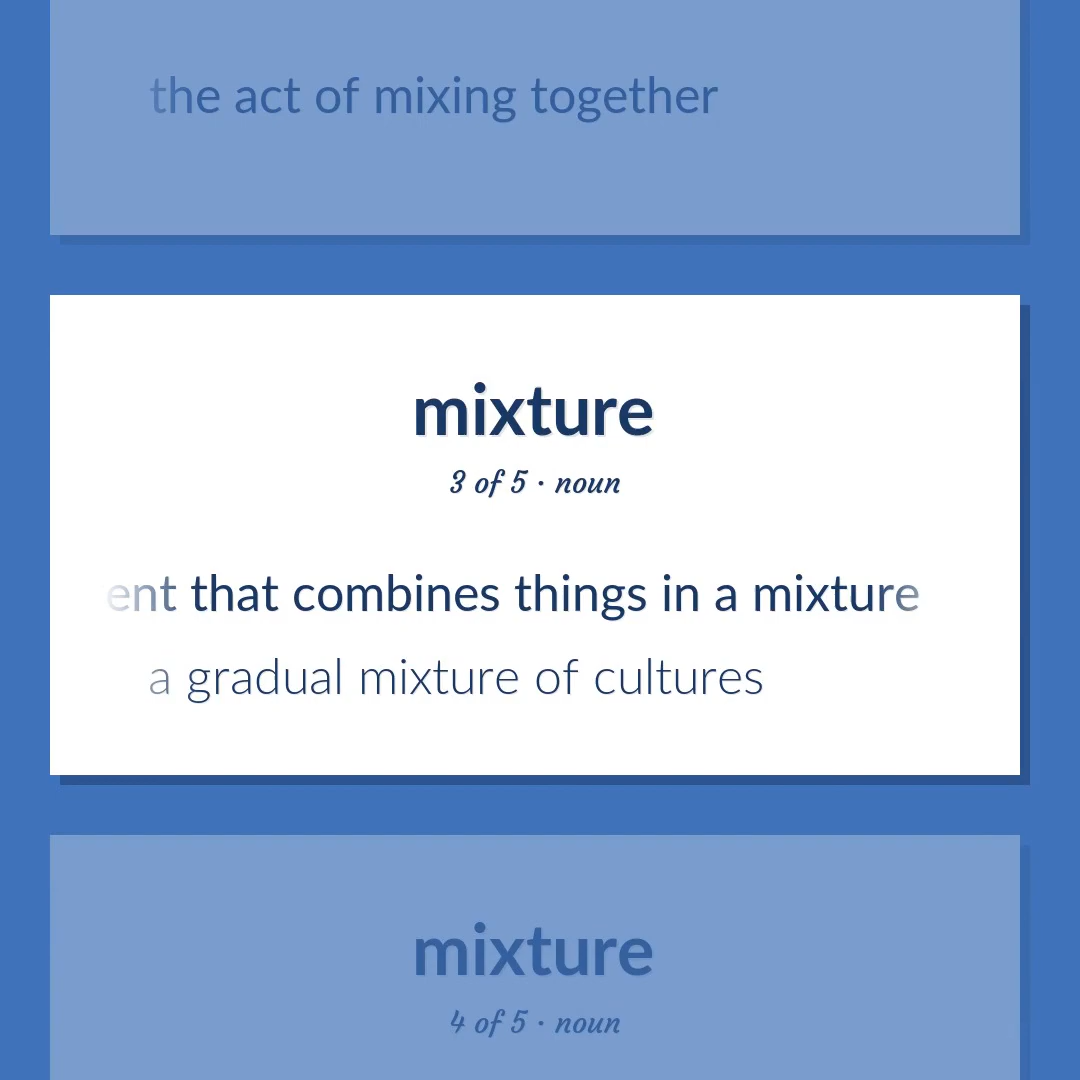 the act of mixing together
mixture
3 of 5 · noun
ent that combines things in a mixture
a gradual mixture of cultures
mixture
4 of 5 · noun